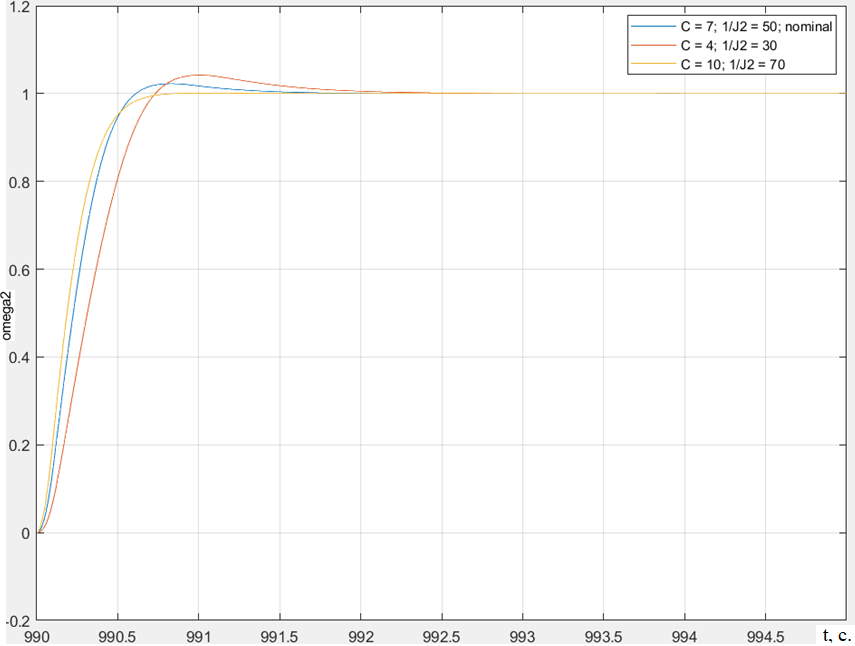 1.2
C = 7; 1/J2 = 50; nominal
C = 4; 1/J2 = 30
C = 10; 1/J2 = 70
1
0.8
0.6
omega2
0.4
0.2
0
-0.2
990 990.5 991 991.5 992 992.5 993 993.5 994 994.5 t, c.